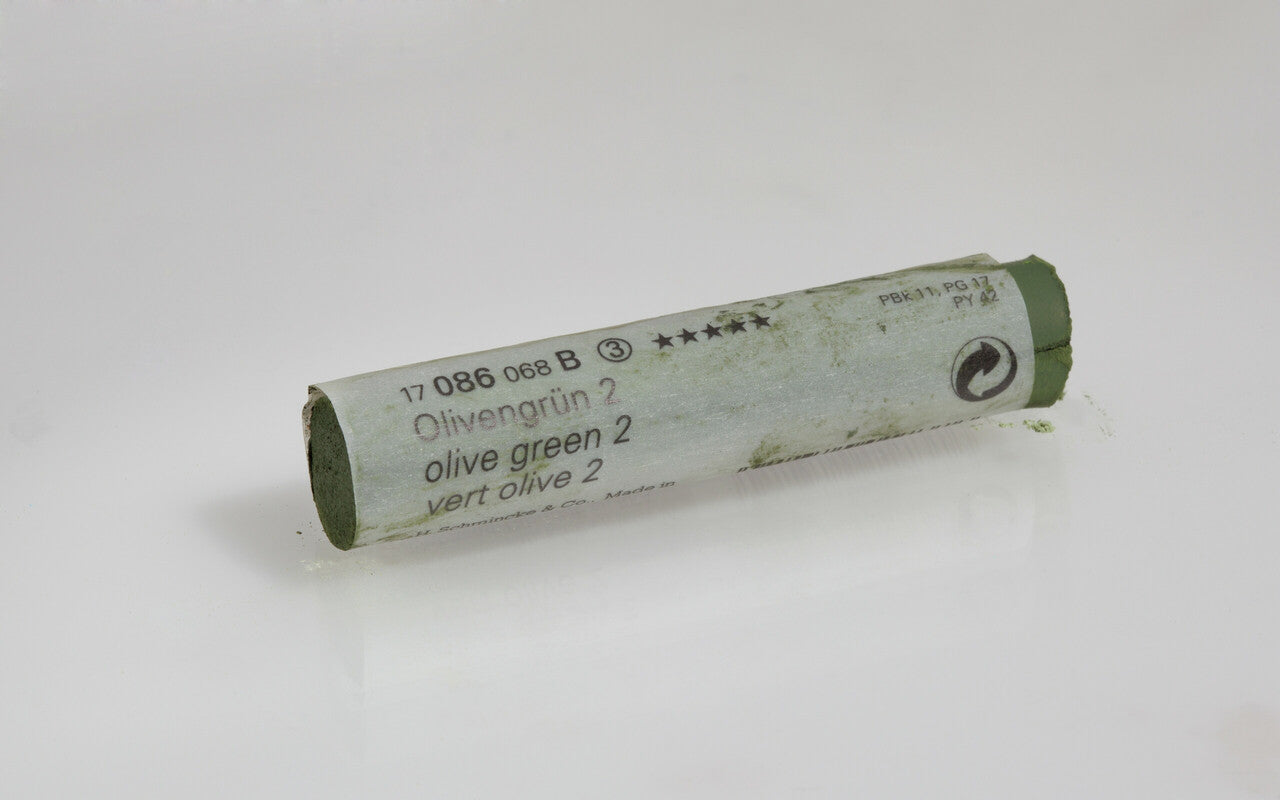 17 086 068 B ③ ★★★★★
Olivengrün 2
olive green 2
vert olive 2
H. Schmincke & Co., Made in
PBk 11, PG 17
PY 42